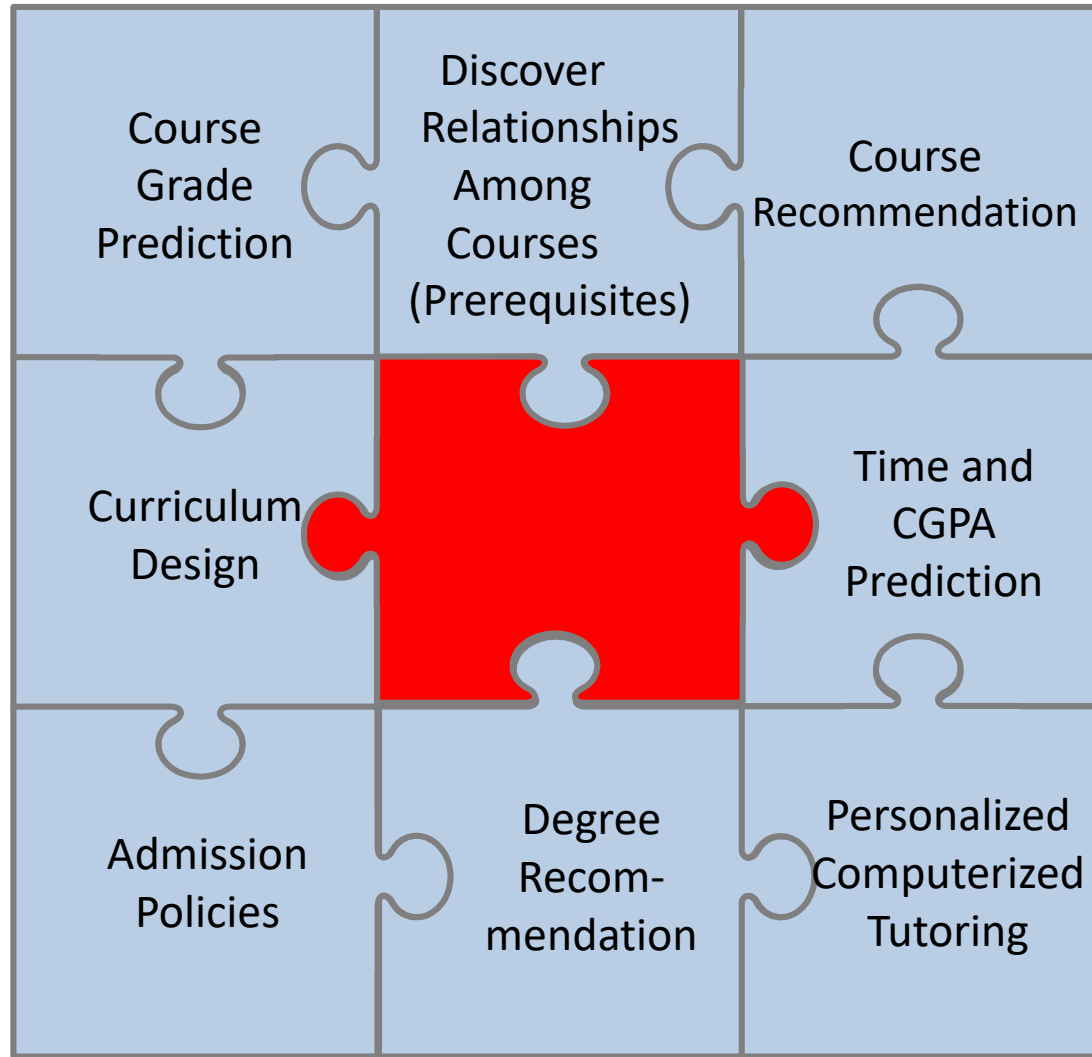 Course
Grade
Prediction
Discover
Relationships
Among
Courses
(Prerequisites)
Course
Recommendation
Curriculum
Design
Time and
CGPA
Prediction
Admission
Policies
Degree
Recom-
mendation
Personalized
Computerized
Tutoring